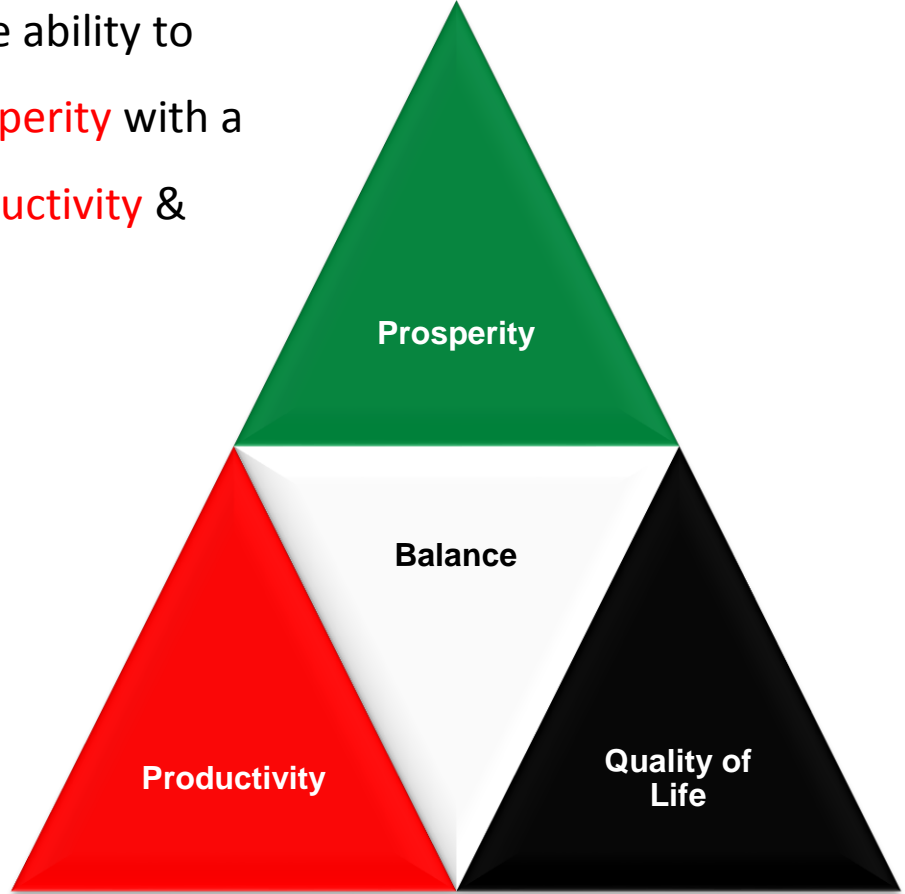 e ability to
perity with a
uctivity &
Prosperity
Balance
Productivity
Quality of
Life